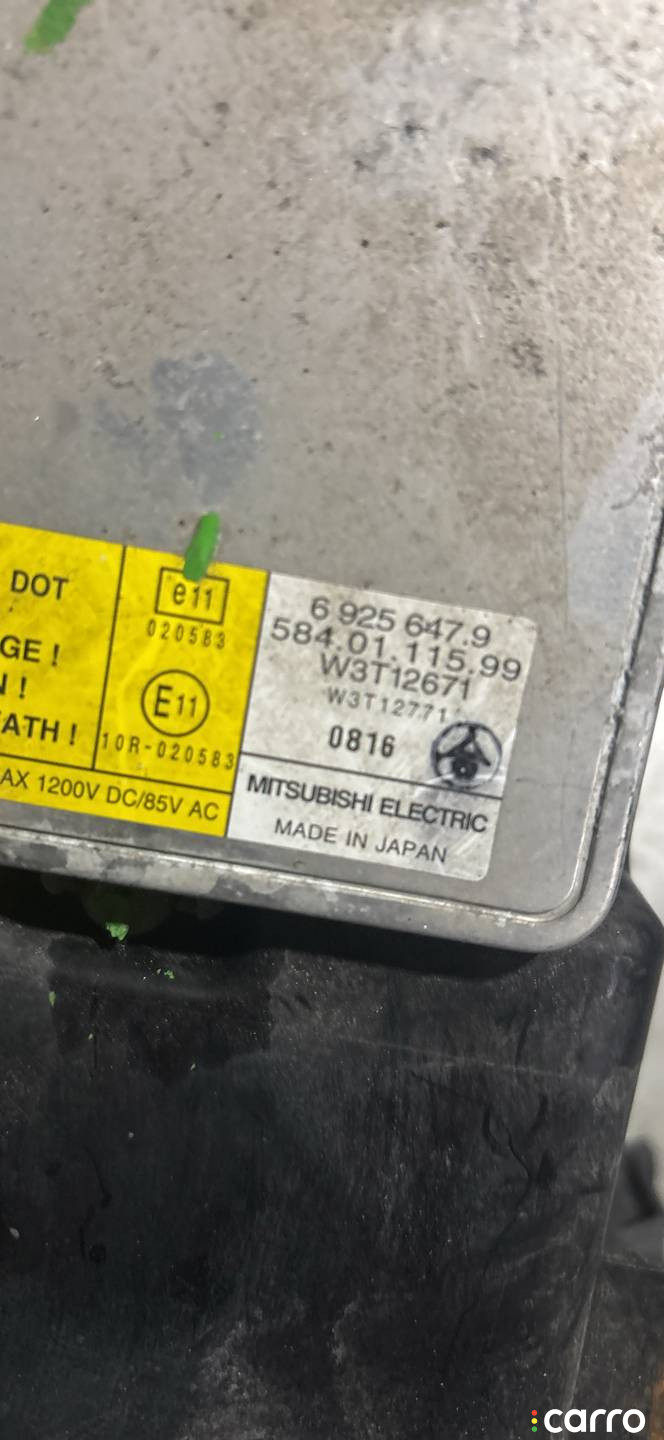 DOT
GE !
N !
ATH !
AX 1200V DC/85V AC
e11
020583
E11
10R-020583
6 925 647.9
584.01.115.99
W3T12671
W3T12771
0816
MITSUBISHI ELECTRIC
MADE IN JAPAN
carro